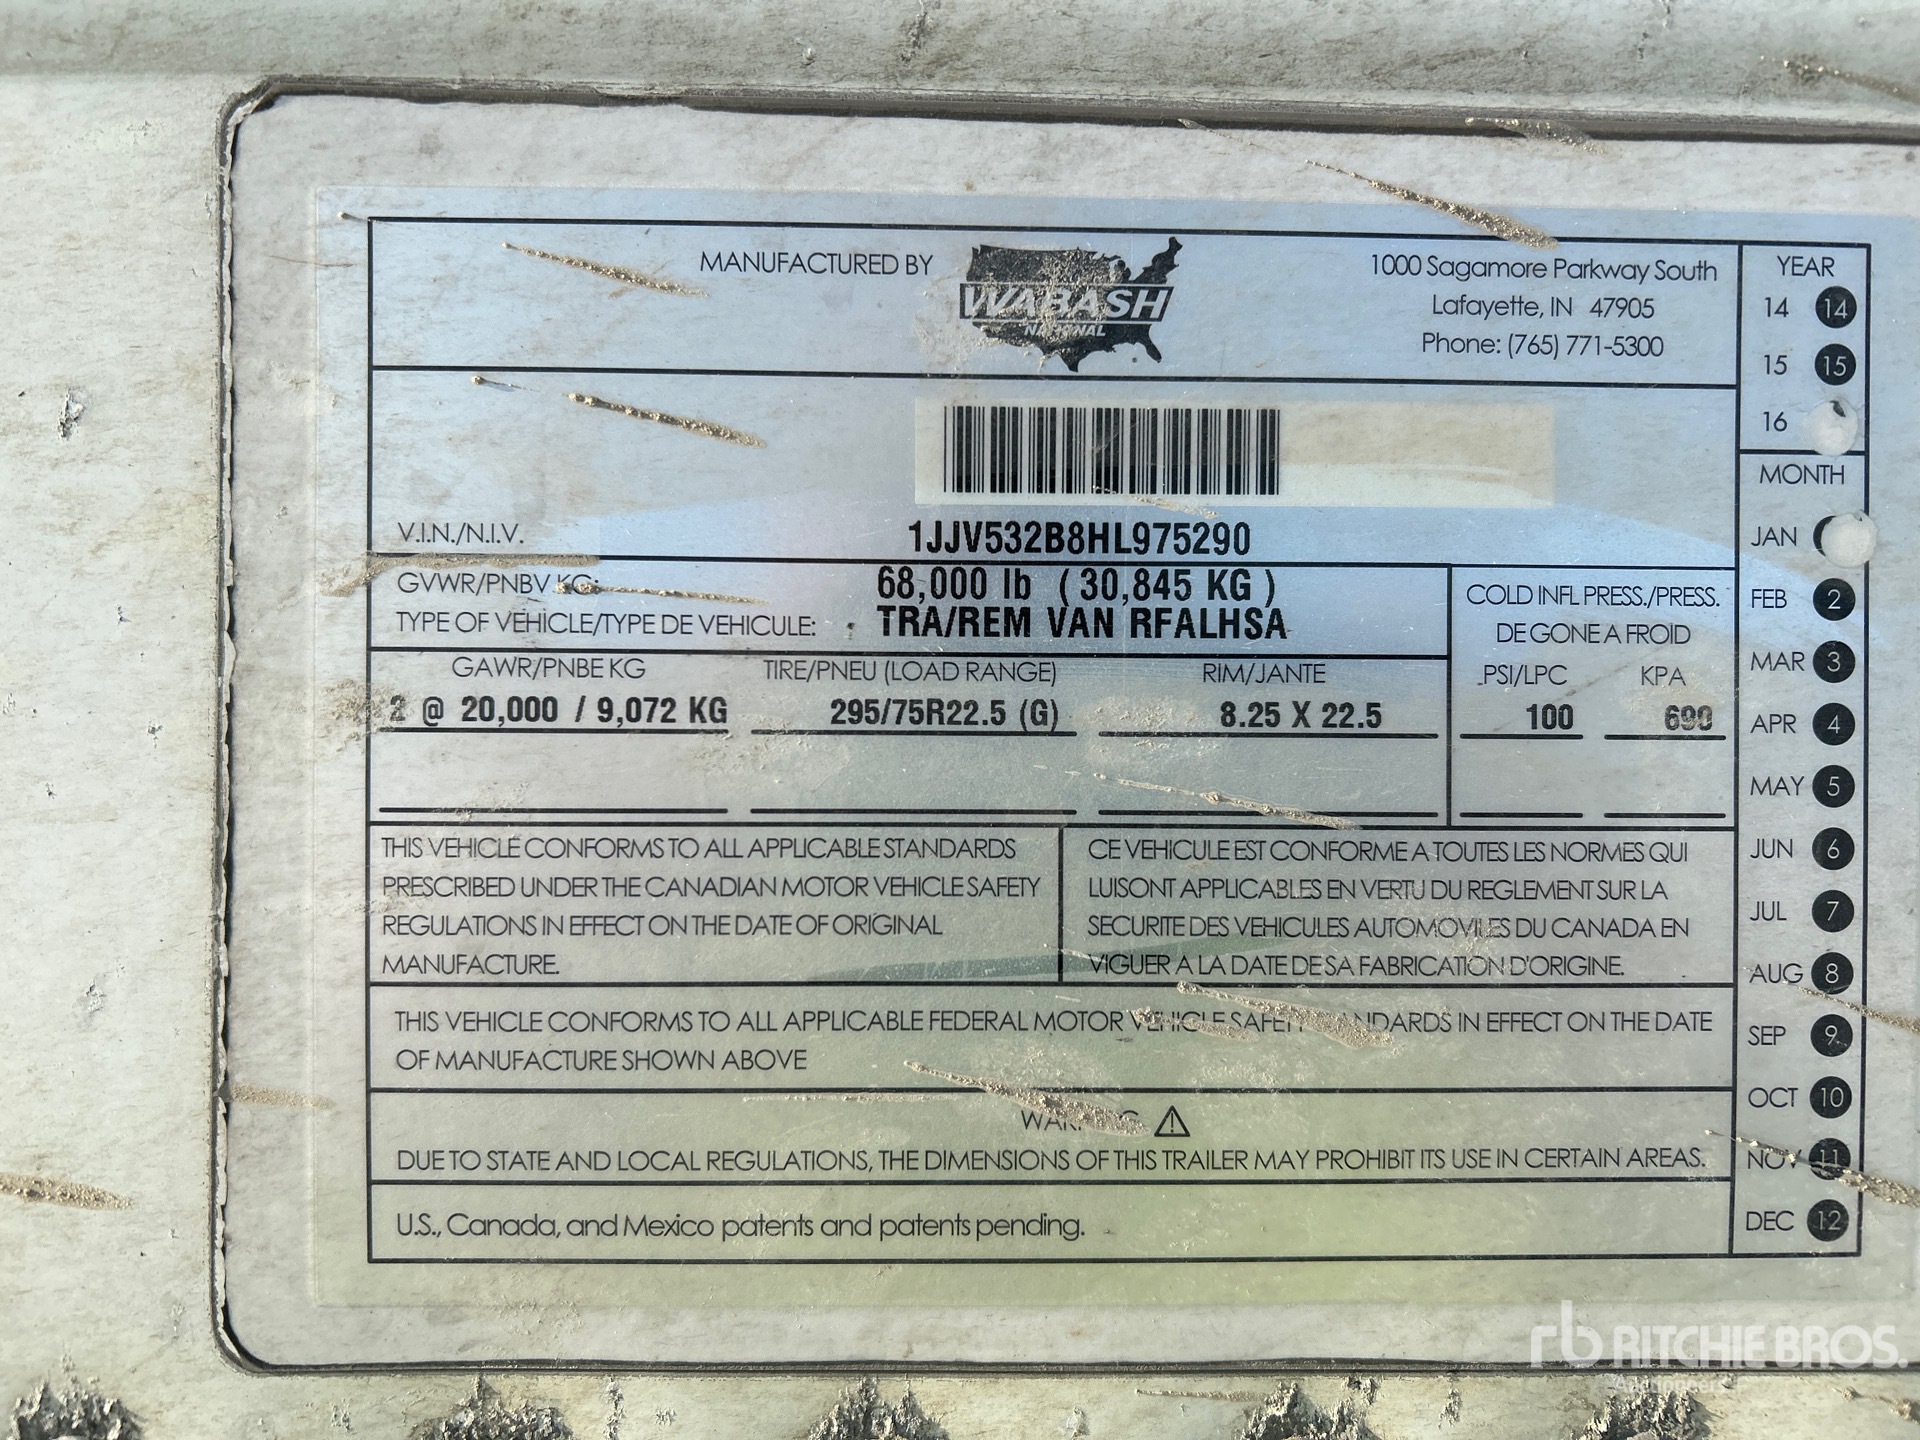 MANUFACTURED BY
WABASH
NATIONAL
1000 Sagamore Parkway South
Lafayette, IN 47905
Phone: (765) 771-5300
V.I.N./N.I.V.
1JJV532B8HL975290
GVWR/PNBV KG: 68,000 lb ( 30,845 KG )
TYPE OF VEHICLE/TYPE DE VEHICULE: TRA/REM VAN RFALHSA
COLD INFL PRESS./PRESS.
DE GONE A FROID
GAWR/PNBE KG TIRE/PNEU (LOAD RANGE) RIM/JANTE PSI/LPC KPA
2 @ 20,000 / 9,072 KG 295/75R22.5 (G) 8.25 X 22.5 100 690
THIS VEHICLE CONFORMS TO ALL APPLICABLE STANDARDS
PRESCRIBED UNDER THE CANADIAN MOTOR VEHICLE SAFETY
REGULATIONS IN EFFECT ON THE DATE OF ORIGINAL
MANUFACTURE.
CE VEHICULE EST CONFORME A TOUTES LES NORMES QUI
LUISONT APPLICABLES EN VERTU DU REGLEMENT SUR LA
SECURITE DES VEHICULES AUTOMOVILES DU CANADA EN
VIGUER A LA DATE DE SA FABRICATION D'ORIGINE.
THIS VEHICLE CONFORMS TO ALL APPLICABLE FEDERAL MOTOR VEHICLE SAFETY STANDARDS IN EFFECT ON THE DATE
OF MANUFACTURE SHOWN ABOVE
WARNING
DUE TO STATE AND LOCAL REGULATIONS, THE DIMENSIONS OF THIS TRAILER MAY PROHIBIT ITS USE IN CERTAIN AREAS.
U.S., Canada, and Mexico patents and patents pending.
YEAR
14 14
15 15
16
MONTH
JAN
FEB 2
MAR 3
APR 4
MAY 5
JUN 6
JUL 7
AUG 8
SEP 9
OCT 10
NOV 11
DEC 12
rb RITCHIE BROS.
Auctioneers